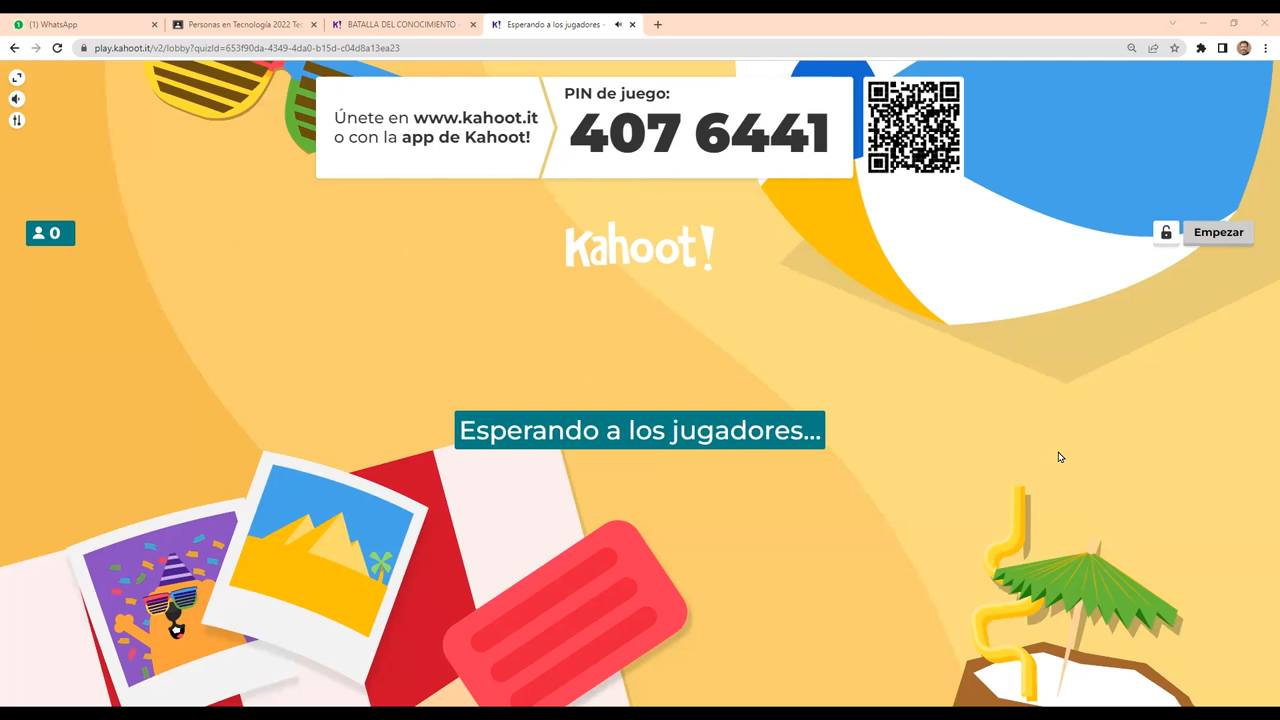 (1) WhatsApp
Personas en Tecnología 2022 Tec
BATALLA DEL CONOCIMIENTO -
Esperando a los jugadores -
play.kahoot.it/v2/lobby?quizId=653f90da-4349-4da0-b15d-c04d8a13ea23
Únete en www.kahoot.it
o con la app de Kahoot!
PIN de juego:
407 6441
0
Kahoot!
Empezar
Esperando a los jugadores...